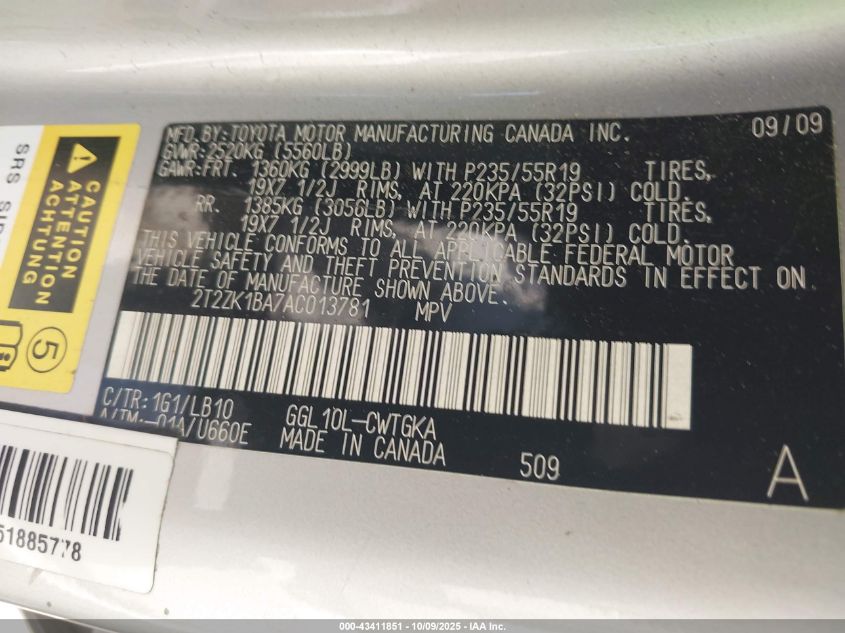 MFD.BY:TOYOTA MOTOR MANUFACTURING CANADA INC. 09/09
GVWR:2520KG (5560LB)
GAWR:FRT. 1360KG (2999LB) WITH P235/55R19 TIRES,
19X7 1/2J RIMS, AT 220KPA (32PSI) COLD.
RR. 1385KG (3056LB) WITH P235/55R19 TIRES,
19X7 1/2J RIMS, AT 220KPA (32PSI) COLD.
THIS VEHICLE CONFORMS TO ALL APPLICABLE FEDERAL MOTOR
VEHICLE SAFETY AND THEFT PREVENTION STANDARDS IN EFFECT ON
THE DATE OF MANUFACTURE SHOWN ABOVE.
2T2ZK1BA7AC013781 MPV
C/TR:1G1/LB10 GGL10L-CWTGKA
A/TM:-01A/U660E MADE IN CANADA 509 A
SRS
CAUTION
ATTENTION
ACHTUNG
5
51885778
000-43411851 | 10/09/2025 | IAA Inc.